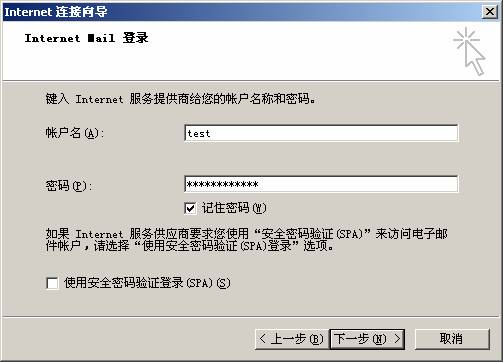 Internet 连接向导
Internet Mail 登录
键入 Internet 服务提供商给您的帐户名称和密码。
帐户名(A):
test
密码(P):
************
记住密码(W)
如果 Internet 服务供应商要求您使用“安全密码验证(SPA)”来访问电子邮
件帐户，请选择“使用安全密码验证(SPA)登录”选项。
使用安全密码验证登录(SPA)(S)
< 上一步(B)
下一步(N) >
取消